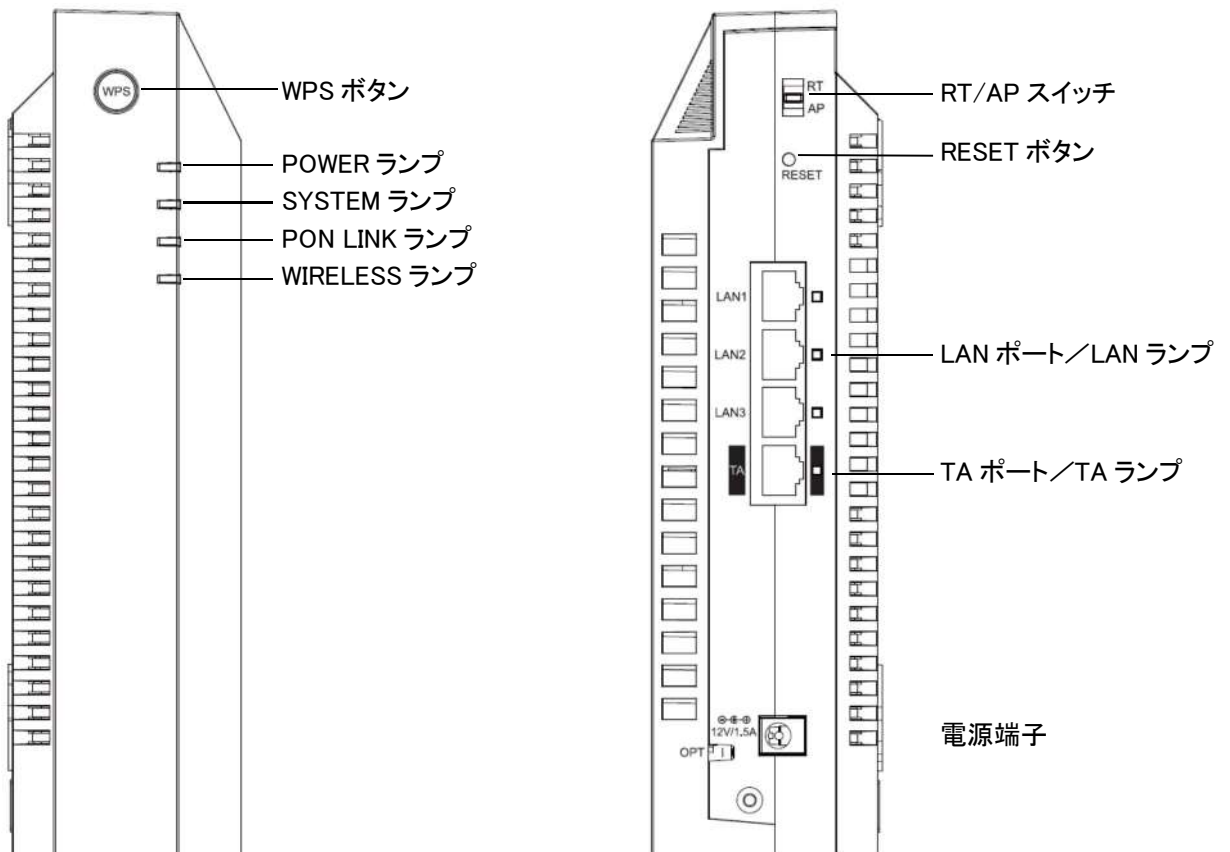 WPS
WPS ボタン
POWER ランプ
SYSTEM ランプ
PON LINK ランプ
WIRELESS ランプ
RT
AP
RT/AP スイッチ
RESET
RESET ボタン
LAN1
LAN2
LAN ポート／LAN ランプ
LAN3
TA
TA ポート／TA ランプ
12V/1.5A
電源端子
OPT